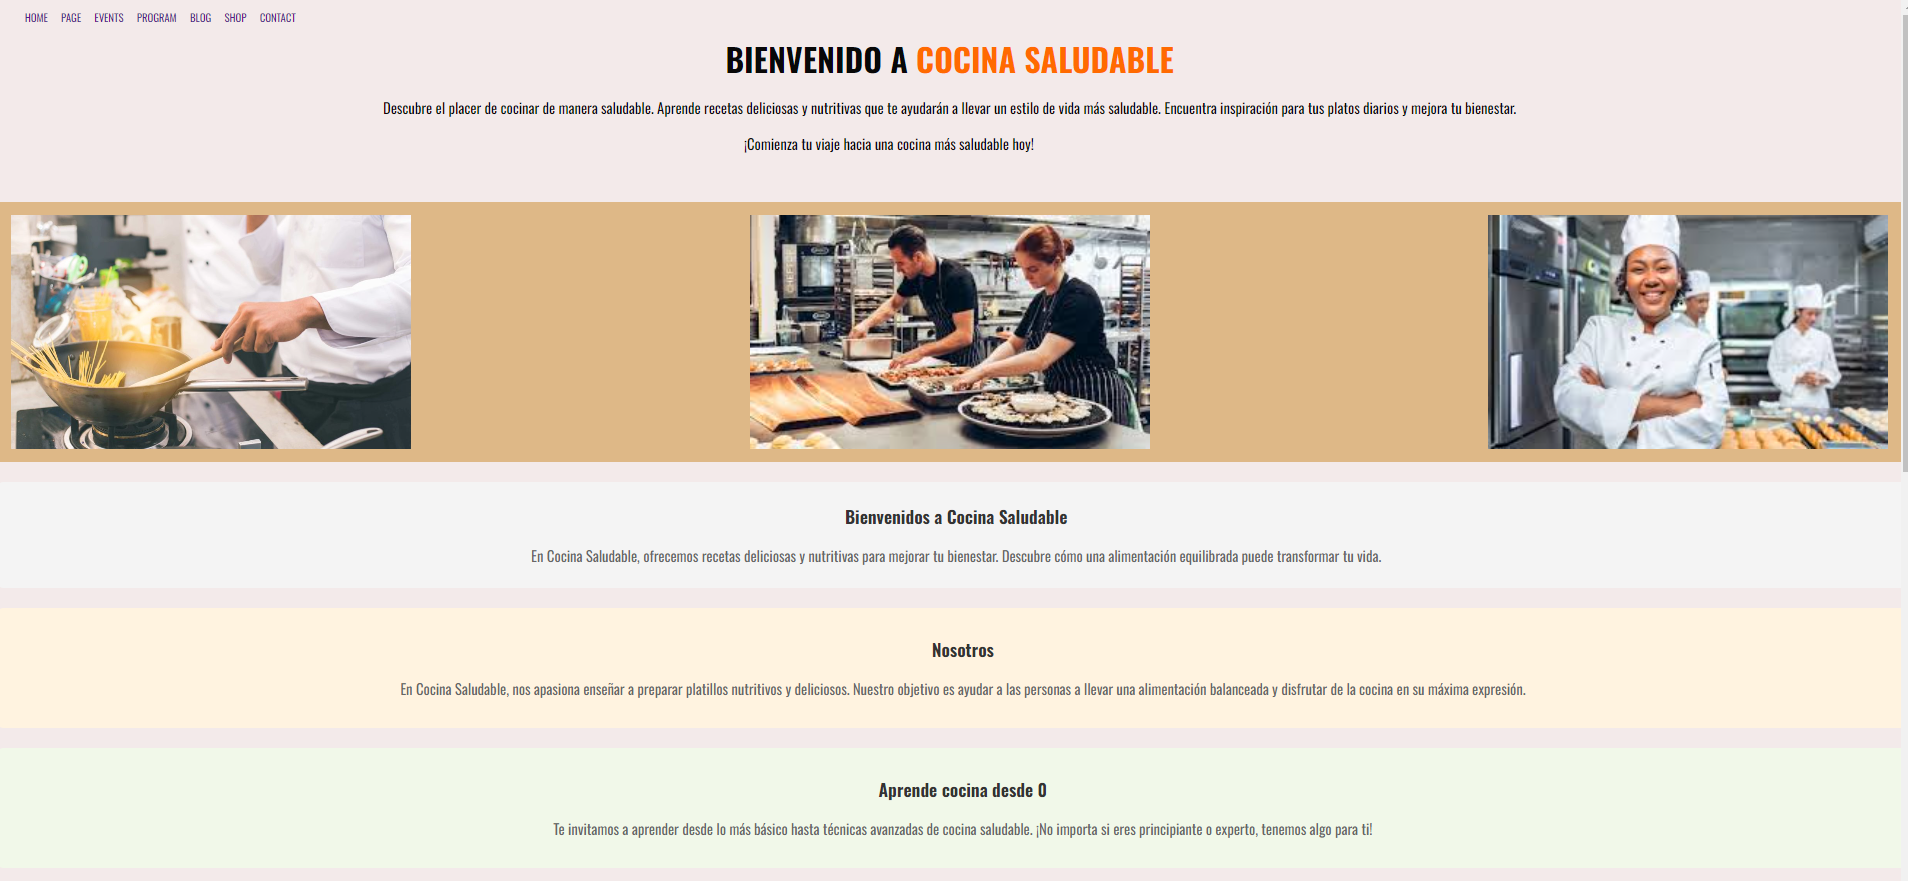 HOME PAGE EVENTS PROGRAM BLOG SHOP CONTACT
BIENVENIDO A COCINA SALUDABLE
Descubre el placer de cocinar de manera saludable. Aprende recetas deliciosas y nutritivas que te ayudarán a llevar un estilo de vida más saludable. Encuentra inspiración para tus platos diarios y mejora tu bienestar.
¡Comienza tu viaje hacia una cocina más saludable hoy!
Bienvenidos a Cocina Saludable
En Cocina Saludable, ofrecemos recetas deliciosas y nutritivas para mejorar tu bienestar. Descubre cómo una alimentación equilibrada puede transformar tu vida.
Nosotros
En Cocina Saludable, nos apasiona enseñar a preparar platillos nutritivos y deliciosos. Nuestro objetivo es ayudar a las personas a llevar una alimentación balanceada y disfrutar de la cocina en su máxima expresión.
Aprende cocina desde 0
Te invitamos a aprender desde lo más básico hasta técnicas avanzadas de cocina saludable. ¡No importa si eres principiante o experto, tenemos algo para ti!